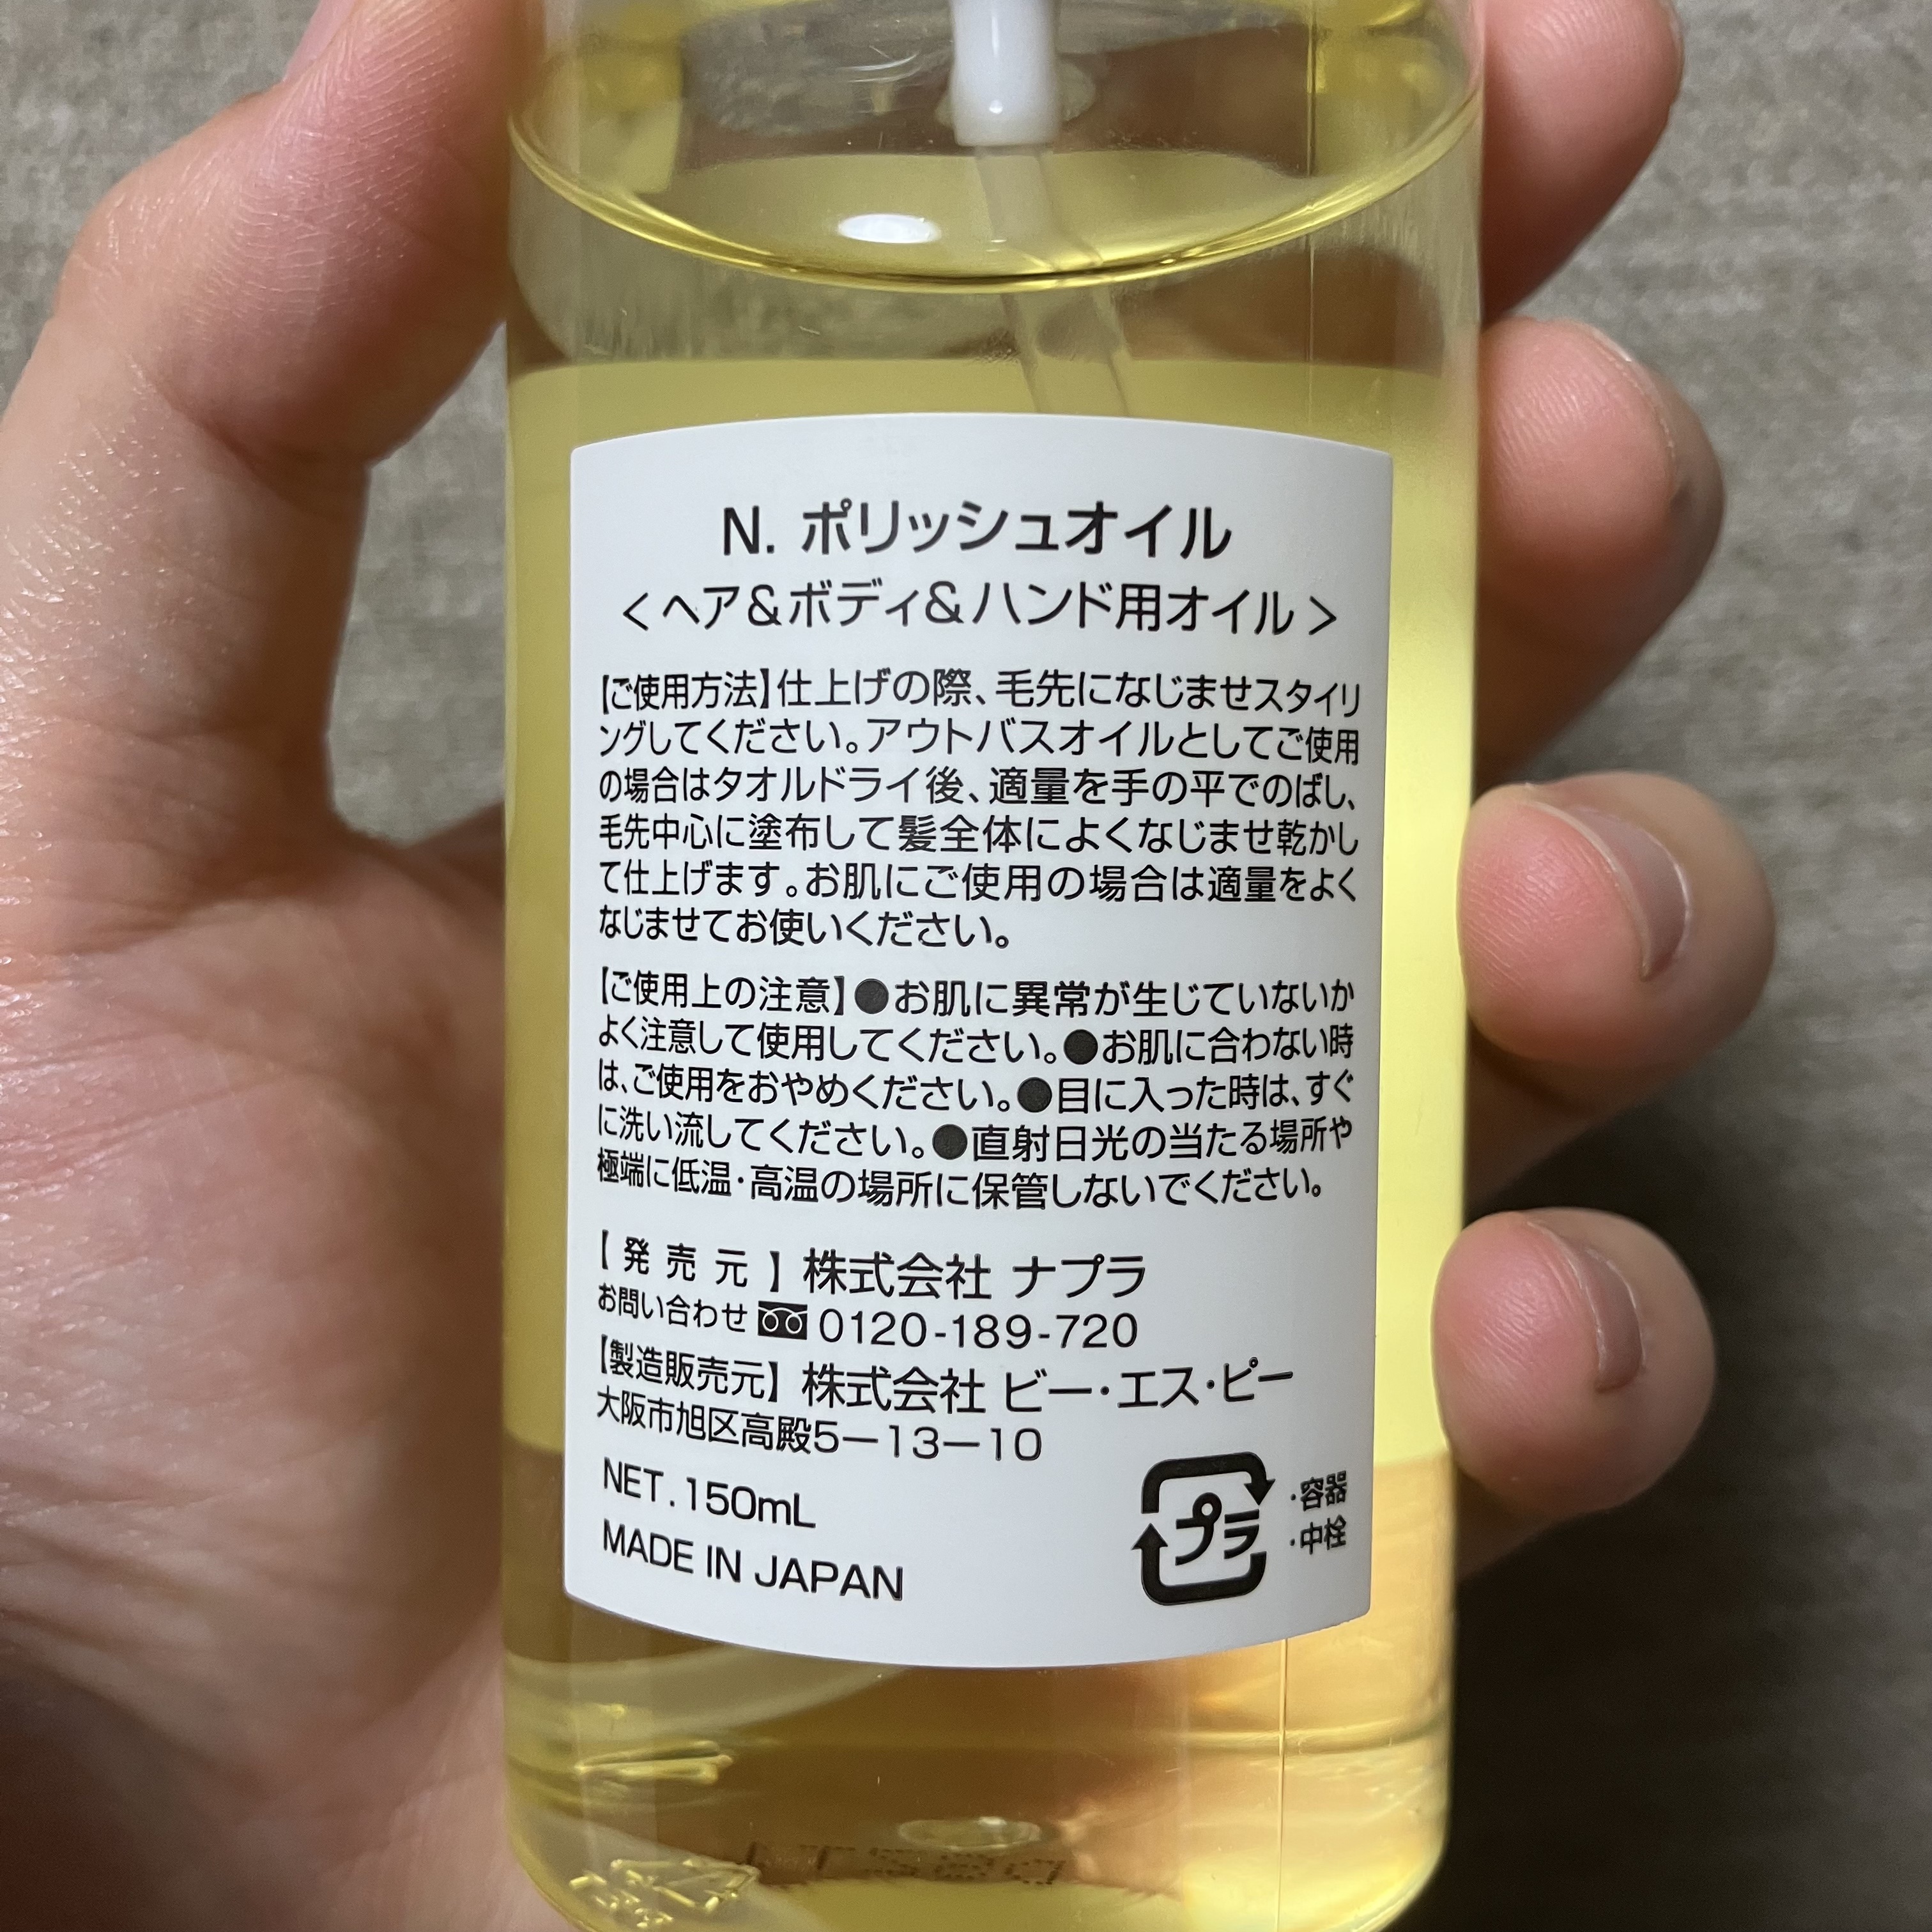 N. ポリッシュオイル
＜ヘア&ボディ&ハンド用オイル＞
【ご使用方法】仕上げの際、毛先になじませスタイリ
ングしてください。アウトバスオイルとしてご使用
の場合はタオルドライ後、適量を手の平でのばし、
毛先中心に塗布して髪全体によくなじませ乾かし
て仕上げます。お肌にご使用の場合は適量をよく
なじませてお使いください。
【ご使用上の注意】●お肌に異常が生じていないか
よく注意して使用してください。●お肌に合わない時
は、ご使用をおやめください。●目に入った時は、すぐ
に洗い流してください。●直射日光の当たる場所や
極端に低温・高温の場所に保管しないでください。
【発売元】株式会社 ナプラ
お問い合わせ 0120-189-720
【製造販売元】株式会社 ビー・エス・ピー
大阪市旭区高殿5－13－10
NET.150mL
MADE IN JAPAN
プラ
・容器
・中栓